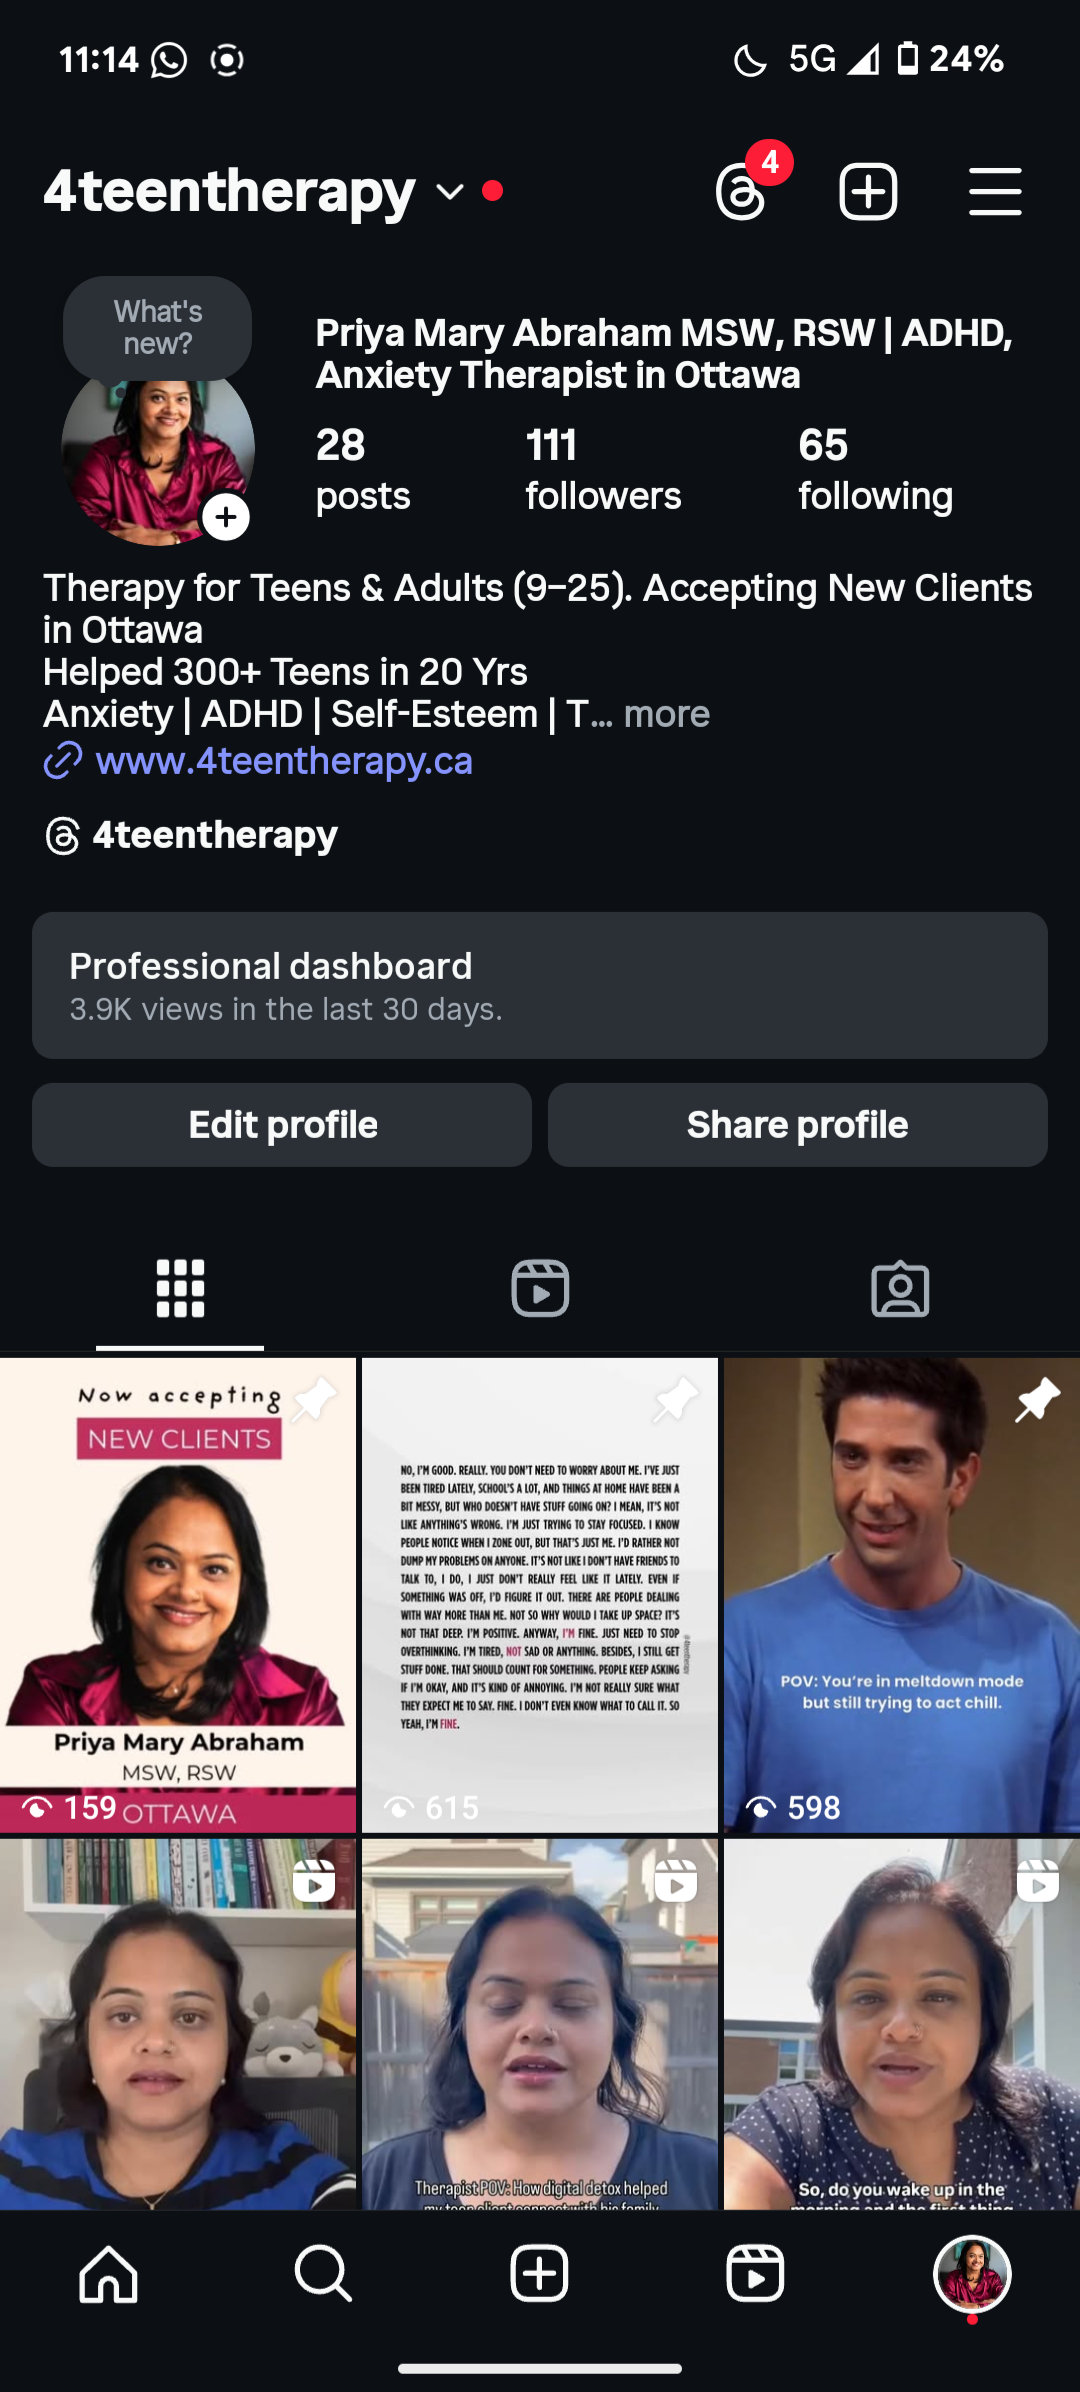 11:14
5G 24%
4teentherapy
4
What's
new?
Priya Mary Abraham MSW, RSW | ADHD,
Anxiety Therapist in Ottawa
28 111 65
posts followers following
Therapy for Teens & Adults (9–25). Accepting New Clients
in Ottawa
Helped 300+ Teens in 20 Yrs
Anxiety | ADHD | Self-Esteem | T... more
www.4teentherapy.ca
4teentherapy
Professional dashboard
3.9K views in the last 30 days.
Edit profile
Share profile
Now accepting
NEW CLIENTS
Priya Mary Abraham
MSW, RSW
159
OTTAWA
NO, I'M GOOD. REALLY. YOU DON'T NEED TO WORRY ABOUT ME. I'VE JUST
BEEN TIRED LATELY, SCHOOL'S A LOT, AND THINGS AT HOME HAVE BEEN A
BIT MESSY, BUT WHO DOESN'T HAVE STUFF GOING ON? I MEAN, IT'S NOT
LIKE ANYTHING'S WRONG. I'M JUST TRYING TO STAY FOCUSED. I KNOW
PEOPLE NOTICE WHEN I ZONE OUT, BUT THAT'S JUST ME. I'D RATHER NOT
DUMP MY PROBLEMS ON ANYONE. IT'S NOT LIKE I DON'T HAVE FRIENDS TO
TALK TO, I DO, I JUST DON'T REALLY FEEL LIKE IT LATELY. EVEN IF
SOMETHING WAS OFF, I'D FIGURE IT OUT. THERE ARE PEOPLE DEALING
WITH WAY MORE THAN ME. NOT SO WHY WOULD I TAKE UP SPACE? IT'S
NOT THAT DEEP. I'M POSITIVE. ANYWAY, I'M FINE. JUST NEED TO STOP
OVERTHINKING. I'M TIRED, NOT SAD OR ANYTHING. BESIDES, I STILL GET
STUFF DONE. THAT SHOULD COUNT FOR SOMETHING. PEOPLE KEEP ASKING
IF I'M OKAY, AND IT'S KIND OF ANNOYING. I'M NOT REALLY SURE WHAT
THEY EXPECT ME TO SAY. FINE. I DON'T EVEN KNOW WHAT TO CALL IT. SO
YEAH, I'M FINE.
615
POV: You're in meltdown mode
but still trying to act chill.
598
Therapist POV: How digital detox helped
my teen client connect with his family
So, do you wake up in the
morning and the first thing